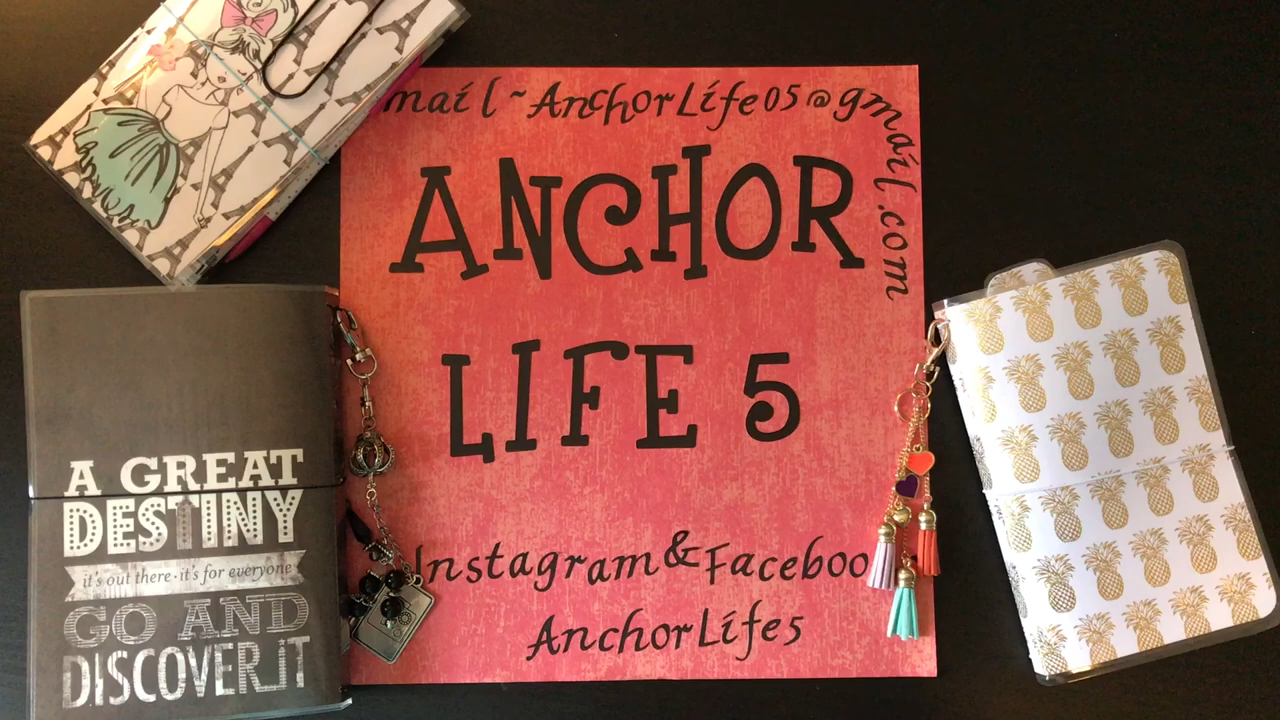 mail ~ AnchorLife05@gmail.com
ANCHOR
LIFE 5
Instagram & Faceboo
AnchorLife5
A GREAT
DESTINY
it's out there · it's for everyone
GO AND
DISCOVER IT